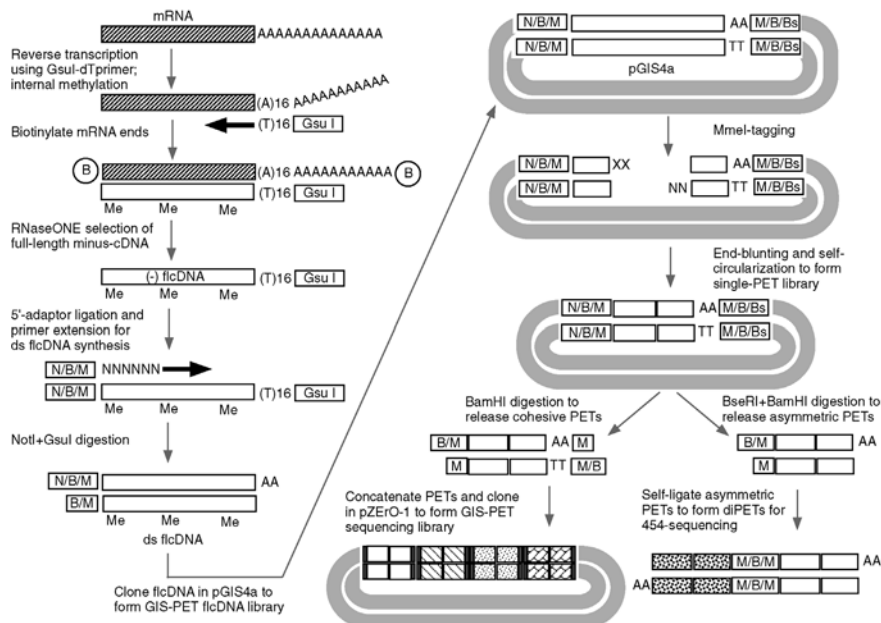 mRNA
AAAAAAAAAAAAAA
Reverse transcription
using GsuI-dTprimer;
internal methylation
(A)16 AAAAAAAAAAA
(T)16 Gsu I
Biotinylate mRNA ends
B (A)16 AAAAAAAAAAA B
(T)16 Gsu I
Me Me Me
RNaseONE selection of
full-length minus-cDNA
(-) flcDNA (T)16 Gsu I
Me Me Me
5'-adaptor ligation and
primer extension for
ds flcDNA synthesis
N/B/M NNNNNN
N/B/M (T)16 Gsu I
Me Me Me
NotI+GsuI digestion
N/B/M AA
B/M
Me Me Me
ds flcDNA
Clone flcDNA in pGIS4a to
form GIS-PET flcDNA library
N/B/M AA M/B/Bs
N/B/M TT M/B/Bs
pGIS4a
MmeI-tagging
N/B/M XX AA M/B/Bs
N/B/M NN TT M/B/Bs
End-blunting and self-
circularization to form
single-PET library
N/B/M AA M/B/Bs
N/B/M TT M/B/Bs
BamHI digestion to
release cohesive PETs
B/M AA M
M TT M/B
Concatenate PETs and clone
in pZErO-1 to form GIS-PET
sequencing library
BseRI+BamHI digestion to
release asymmetric PETs
B/M AA
M
Self-ligate asymmetric
PETs to form diPETs for
454-sequencing
M/B/M AA
AA M/B/M